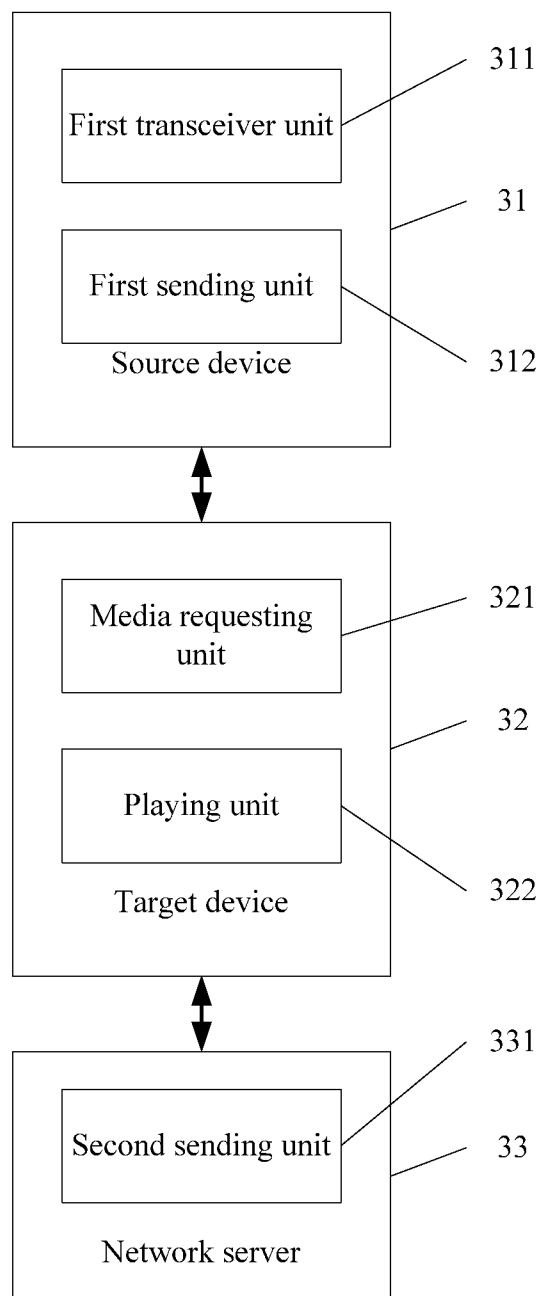 311
First transceiver unit
31
First sending unit
312
Source device
321
Media requesting
unit
32
Playing unit
322
Target device
331
Second sending unit
33
Network server